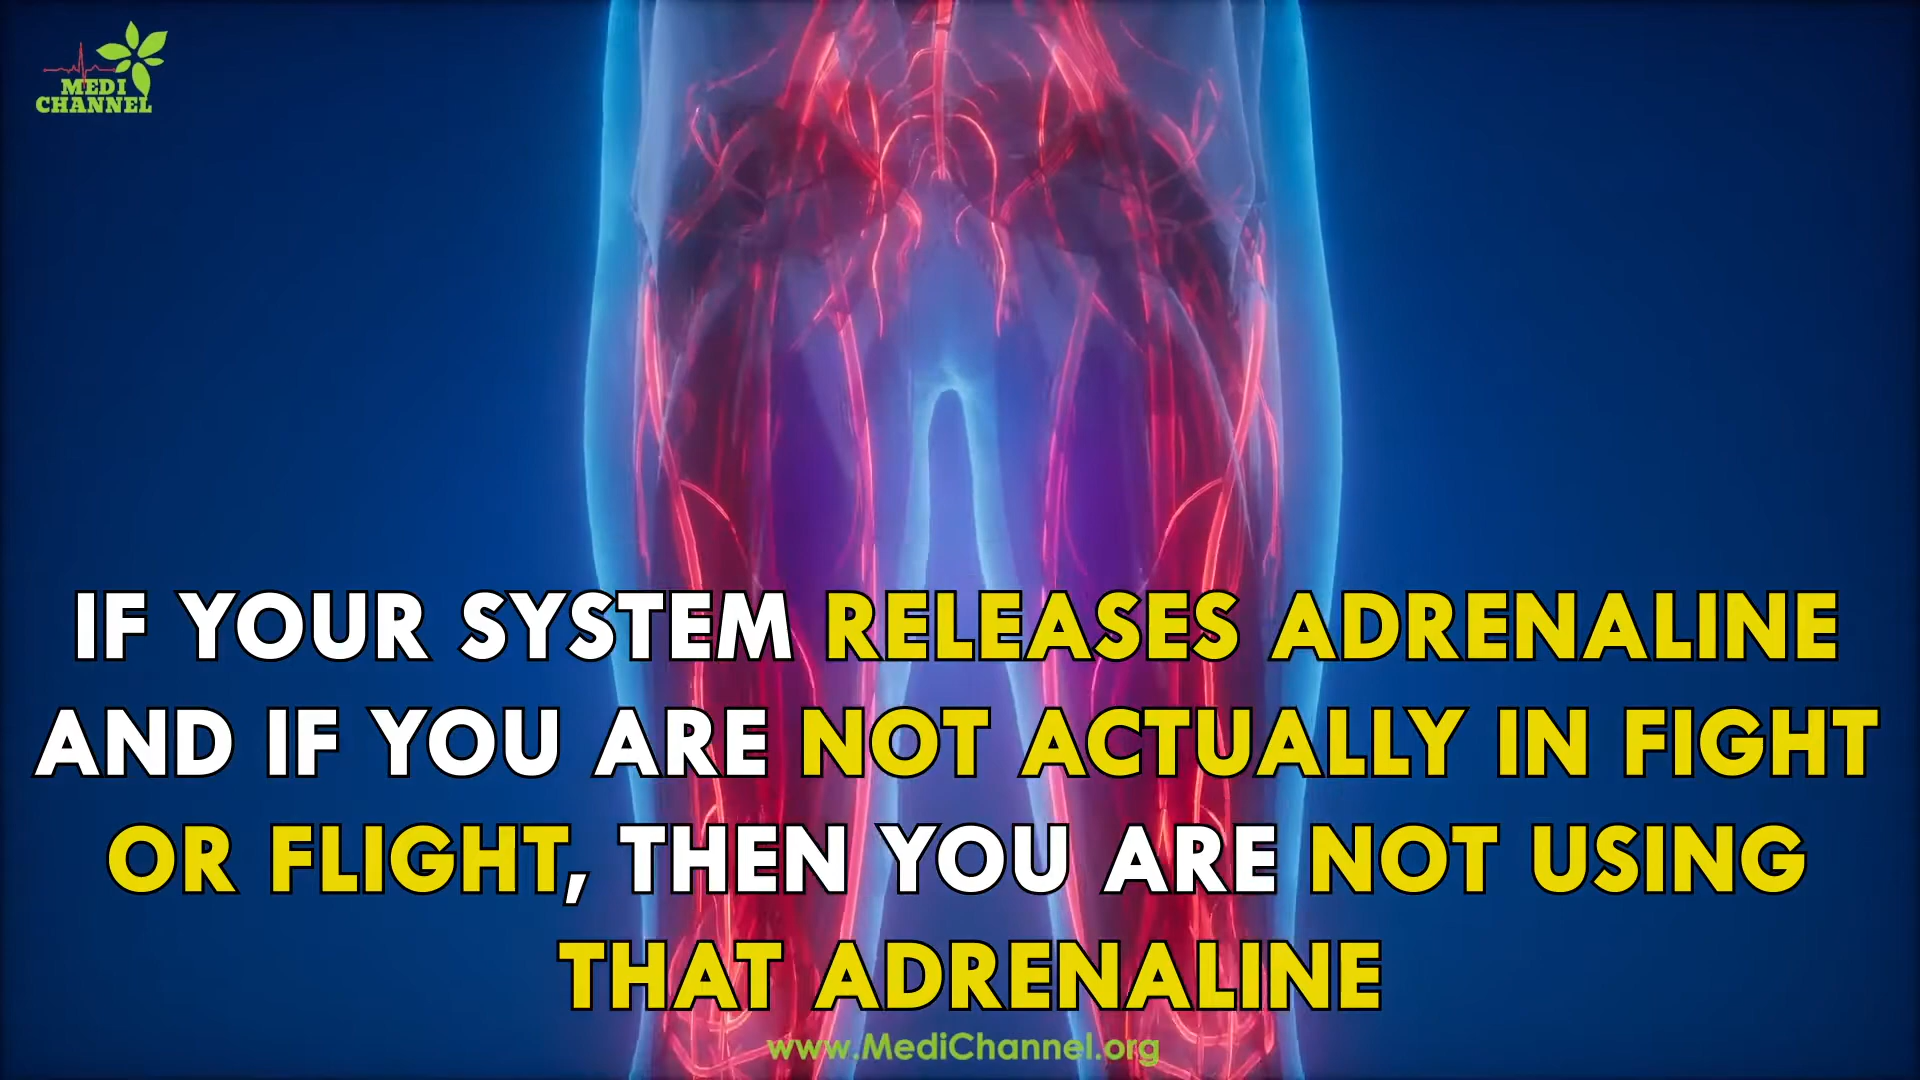 MEDI
CHANNEL
IF YOUR SYSTEM RELEASES ADRENALINE
AND IF YOU ARE NOT ACTUALLY IN FIGHT
OR FLIGHT, THEN YOU ARE NOT USING
THAT ADRENALINE
www.MediChannel.org